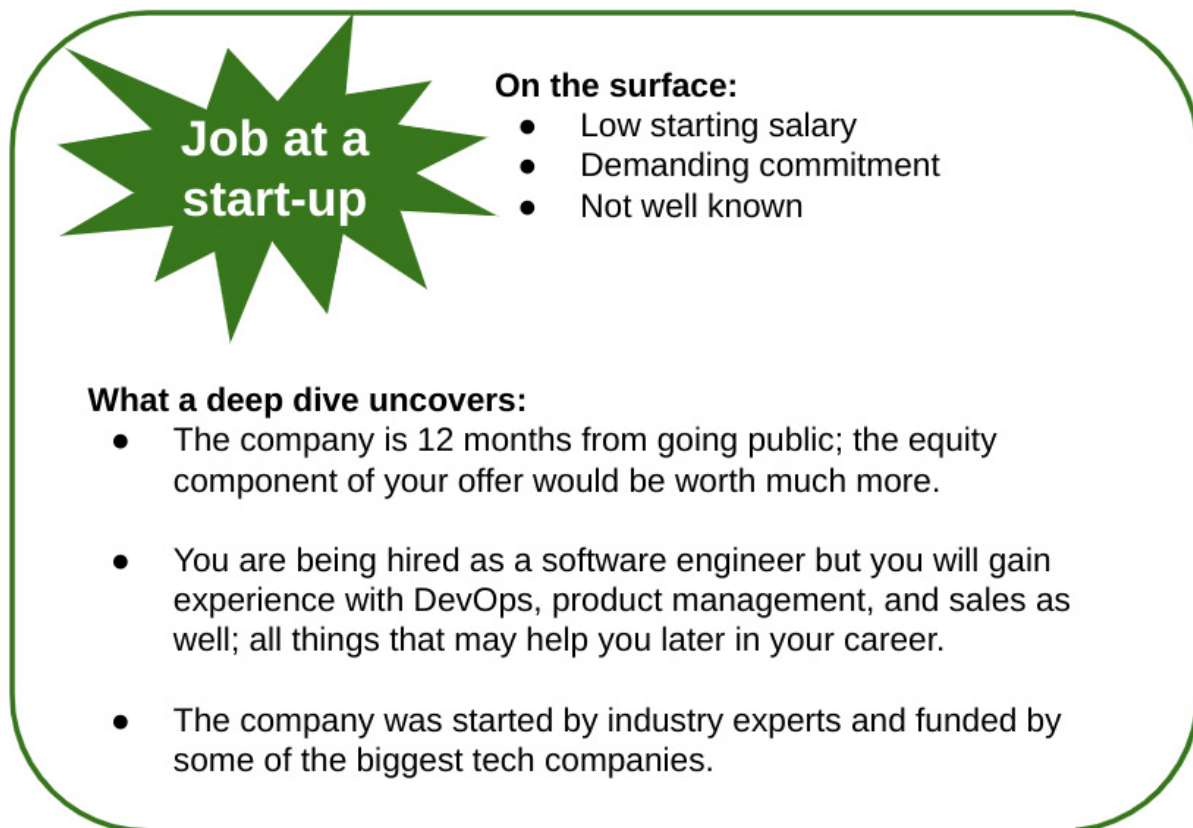 Job at a
start-up
On the surface:
● Low starting salary
● Demanding commitment
● Not well known
What a deep dive uncovers:
● The company is 12 months from going public; the equity
component of your offer would be worth much more.
● You are being hired as a software engineer but you will gain
experience with DevOps, product management, and sales as
well; all things that may help you later in your career.
● The company was started by industry experts and funded by
some of the biggest tech companies.